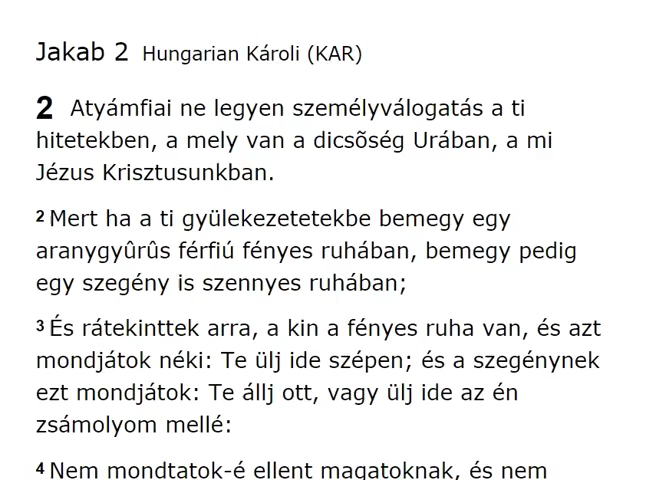 Jakab 2 Hungarian Károli (KAR)
2 Atyámfiai ne legyen személyválogatás a ti
hitetekben, a mely van a dicsõség Urában, a mi
Jézus Krisztusunkban.
2 Mert ha a ti gyülekezetetekbe bemegy egy
aranygyûrûs férfiú fényes ruhában, bemegy pedig
egy szegény is szennyes ruhában;
3 És rátekinttek arra, a kin a fényes ruha van, és azt
mondjátok néki: Te ülj ide szépen; és a szegénynek
ezt mondjátok: Te állj ott, vagy ülj ide az én
zsámolyom mellé:
4 Nem mondtatok-é ellent magatoknak, és nem